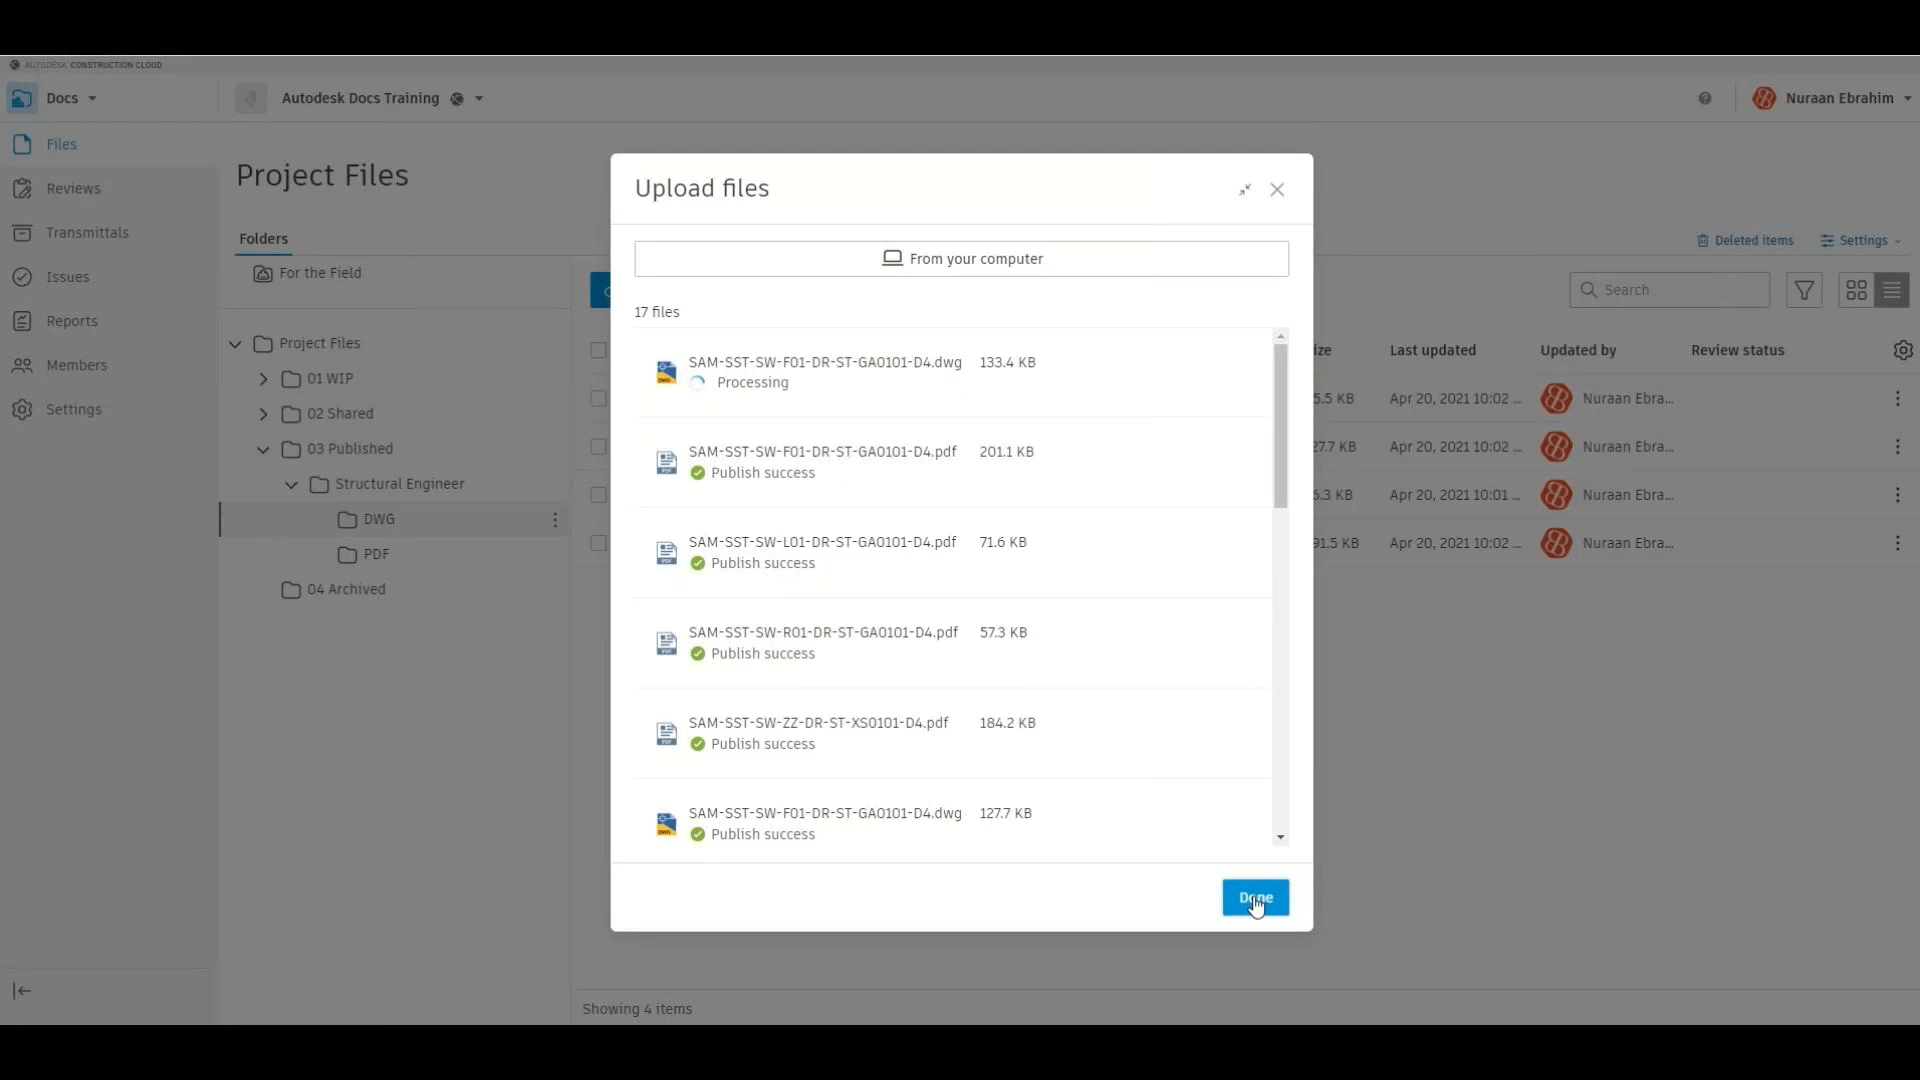 AUTODESK CONSTRUCTION CLOUD
Docs
Autodesk Docs Training
Nuraan Ebrahim
Files
Reviews
Transmittals
Issues
Reports
Members
Settings
Project Files
Folders
For the Field
Project Files
01 WIP
02 Shared
03 Published
Structural Engineer
DWG
PDF
04 Archived
Upload files
From your computer
17 files
SAM-SST-SW-F01-DR-ST-GA0101-D4.dwg 133.4 KB
Processing
SAM-SST-SW-F01-DR-ST-GA0101-D4.pdf 201.1 KB
Publish success
SAM-SST-SW-L01-DR-ST-GA0101-D4.pdf 71.6 KB
Publish success
SAM-SST-SW-R01-DR-ST-GA0101-D4.pdf 57.3 KB
Publish success
SAM-SST-SW-ZZ-DR-ST-XS0101-D4.pdf 184.2 KB
Publish success
SAM-SST-SW-F01-DR-ST-GA0101-D4.dwg 127.7 KB
Publish success
Done
Deleted items Settings
Search
ize Last updated Updated by Review status
5.5 KB Apr 20, 2021 10:02 ... Nuraan Ebra...
27.7 KB Apr 20, 2021 10:02 ... Nuraan Ebra...
6.3 KB Apr 20, 2021 10:01 ... Nuraan Ebra...
91.5 KB Apr 20, 2021 10:02 ... Nuraan Ebra...
Showing 4 items